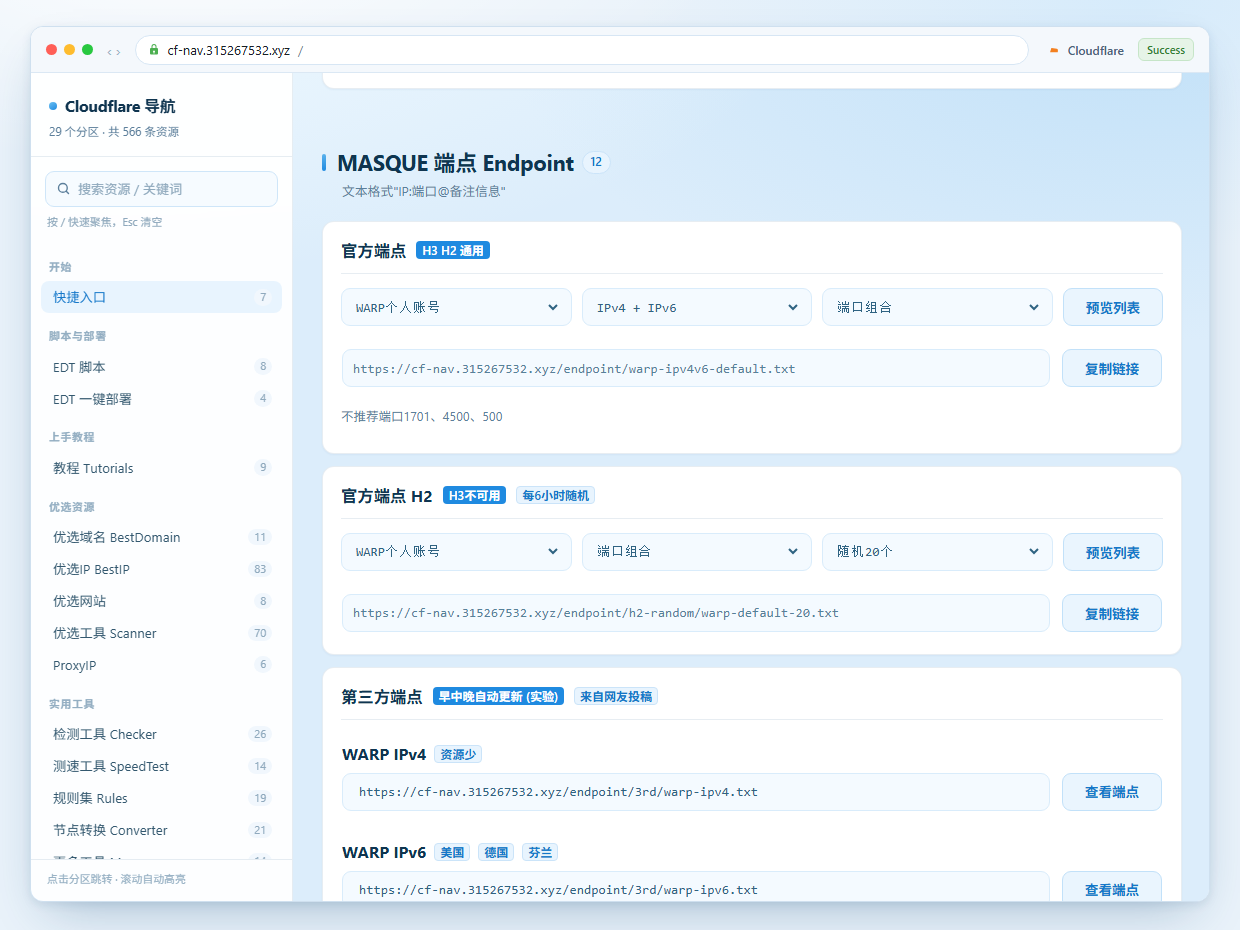 cf-nav.315267532.xyz /
Cloudflare
Success
Cloudflare 导航
29 个分区 · 共 566 条资源
搜索资源 / 关键词
按 / 快速聚焦，Esc 清空
开始
快捷入口 7
脚本与部署
EDT 脚本 8
EDT 一键部署 4
上手教程
教程 Tutorials 9
优选资源
优选域名 BestDomain 11
优选IP BestIP 83
优选网站 8
优选工具 Scanner 70
ProxyIP 6
实用工具
检测工具 Checker 26
测速工具 SpeedTest 14
规则集 Rules 19
节点转换 Converter 21
点击分区跳转 · 滚动自动高亮
MASQUE 端点 Endpoint 12
文本格式"IP:端口@备注信息"
官方端点 H3 H2 通用
WARP个人账号 IPv4 + IPv6 端口组合 预览列表
https://cf-nav.315267532.xyz/endpoint/warp-ipv4v6-default.txt 复制链接
不推荐端口1701、4500、500
官方端点 H2 H3不可用 每6小时随机
WARP个人账号 端口组合 随机20个 预览列表
https://cf-nav.315267532.xyz/endpoint/h2-random/warp-default-20.txt 复制链接
第三方端点 早中晚自动更新 (实验) 来自网友投稿
WARP IPv4 资源少
https://cf-nav.315267532.xyz/endpoint/3rd/warp-ipv4.txt 查看端点
WARP IPv6 美国 德国 芬兰
https://cf-nav.315267532.xyz/endpoint/3rd/warp-ipv6.txt 查看端点